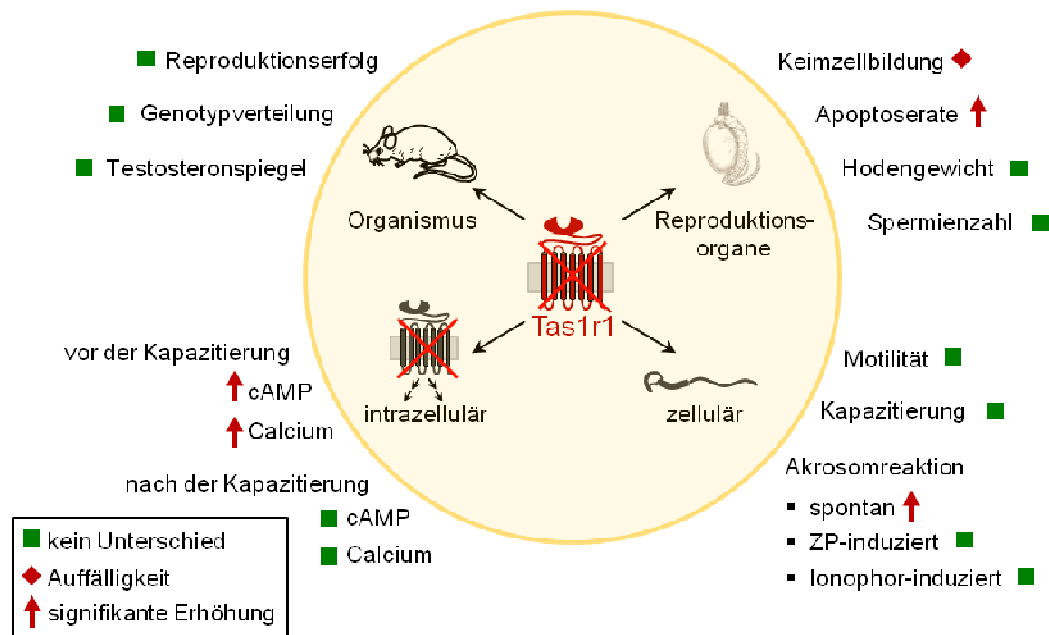 Reproduktionserfolg
Genotypverteilung
Testosteronspiegel
Organismus
Keimzellbildung
Apoptoserate
Hodengewicht
Spermienzahl
Reproduktions-
organe
Tas1r1
vor der Kapazitierung
cAMP
Calcium
intrazellulär
nach der Kapazitierung
cAMP
Calcium
zellulär
Motilität
Kapazitierung
Akrosomreaktion
spontan
ZP-induziert
Ionophor-induziert
kein Unterschied
Auffälligkeit
signifikante Erhöhung